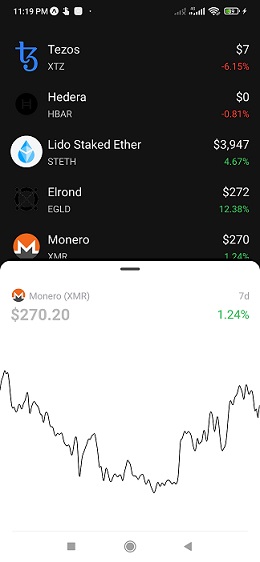 11:19 PM
Tezos $7
XTZ -6.15%
Hedera $0
HBAR -0.81%
Lido Staked Ether $3,947
STETH 4.67%
Elrond $272
EGLD 12.38%
Monero $270
XMR 1.24%
Monero (XMR) 7d
$270.20 1.24%